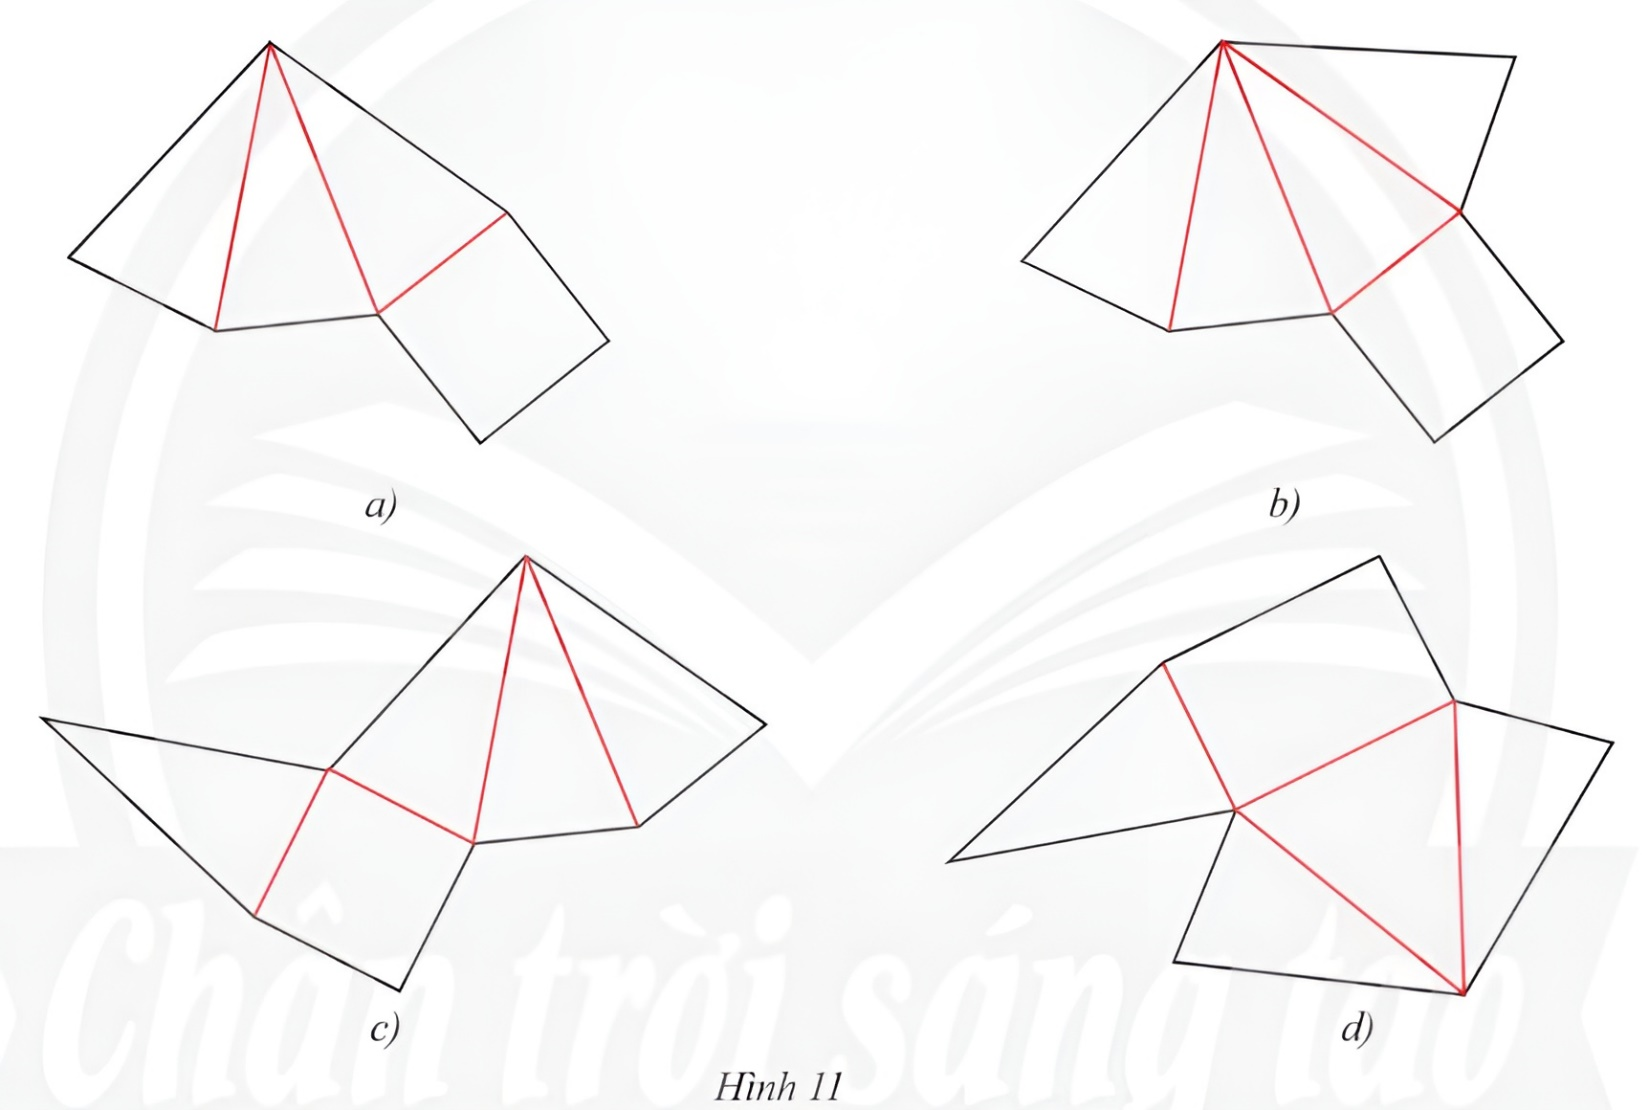 a)
b)
c)
d)
Chân trời sáng tạo
Hình 11